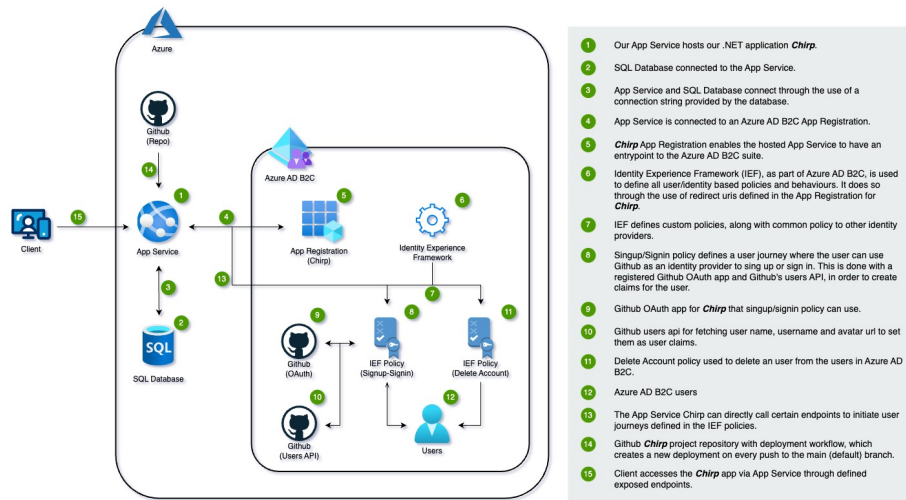 Azure
Github
(Repo)
14
1
Azure AD B2C
5
6
15
4
Client
App Service
App Registration
(Chirp)
Identity Experience
Framework
13
7
3
8
11
9
2
SQL
SQL Database
Github
(OAuth)
IEF Policy
(Signup-Signin)
IEF Policy
(Delete Account)
10
12
Github
(Users API)
Users
1 Our App Service hosts our .NET application Chirp.
2 SQL Database connected to the App Service.
3 App Service and SQL Database connect through the use of a
connection string provided by the database.
4 App Service is connected to an Azure AD B2C App Registration.
5 Chirp App Registration enables the hosted App Service to have an
entrypoint to the Azure AD B2C suite.
6 Identity Experience Framework (IEF), as part of Azure AD B2C, is used
to define all user/identity based policies and behaviours. It does so
through the use of redirect uris defined in the App Registration for
Chirp.
7 IEF defines custom policies, along with common policy to other identity
providers.
8 Singup/Signin policy defines a user journey where the user can use
Github as an identity provider to sing up or sign in. This is done with a
registered Github OAuth app and Github's users API, in order to create
claims for the user.
9 Github OAuth app for Chirp that singup/signin policy can use.
10 Github users api for fetching user name, username and avatar url to set
them as user claims.
11 Delete Account policy used to delete an user from the users in Azure AD
B2C.
12 Azure AD B2C users
13 The App Service Chirp can directly call certain endpoints to initiate user
journeys defined in the IEF policies.
14 Github Chirp project repository with deployment workflow, which
creates a new deployment on every push to the main (default) branch.
15 Client accesses the Chirp app via App Service through defined
exposed endpoints.